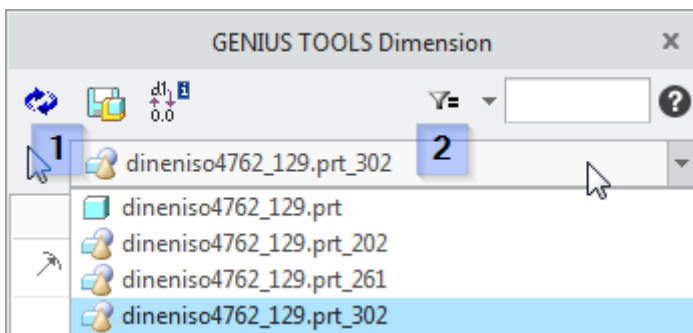 GENIUS TOOLS Dimension
d1 i
0.0
1
dineniso4762_129.prt_302
2
dineniso4762_129.prt
dineniso4762_129.prt_202
dineniso4762_129.prt_261
dineniso4762_129.prt_302